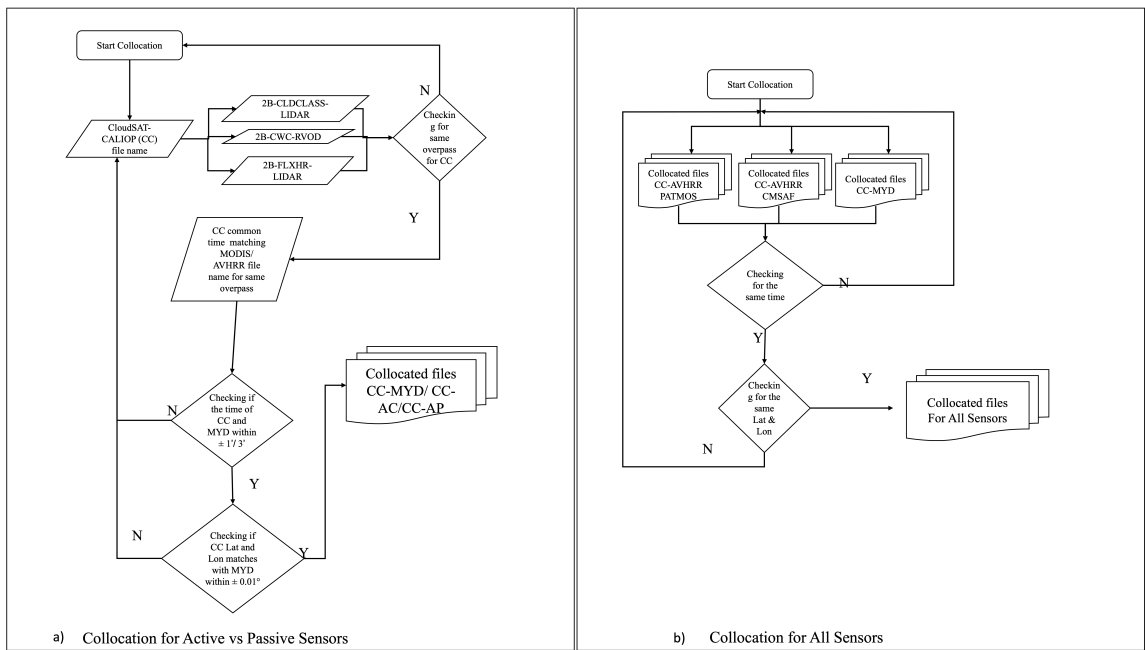 Start Collocation
N
2B-CLDCLASS-
LIDAR
CloudSAT-
CALIOP (CC)
file name
2B-CWC-RVOD
2B-FLXHR-
LIDAR
Checkin
g for
same
overpass
for CC
Y
CC common
time matching
MODIS/
AVHRR file
name for same
overpass
Checking if
the time of
CC and
MYD within
± 1'/ 3'
N
Y
Collocated files
CC-MYD/ CC-
AC/CC-AP
N
Checking if
CC Lat and
Lon matches
with MYD
within ± 0.01°
Y
a) Collocation for Active vs Passive Sensors
Start Collocation
Collocated files
CC-AVHRR
PATMOS
Collocated files
CC-AVHRR
CMSAF
Collocated files
CC-MYD
Checking
for the
same time
N
Y
Checkin
g for the
same
Lat &
Lon
Y
N
Collocated files
For All Sensors
b) Collocation for All Sensors